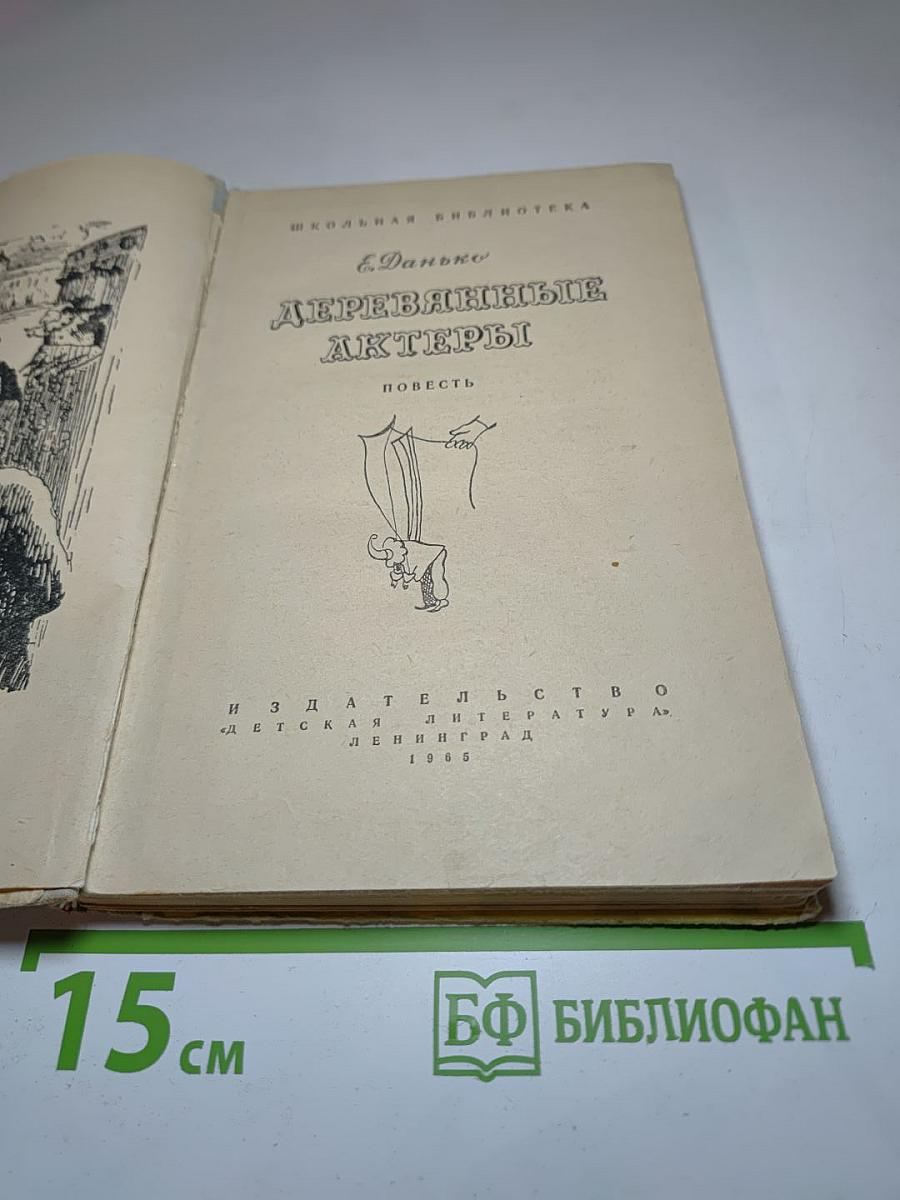 ШКОЛЬНАЯ БИБЛИОТЕКА
Е. Данько
ДЕРЕВЯННЫЕ
АКТЕРЫ
ПОВЕСТЬ
ИЗДАТЕЛЬСТВО
«ДЕТСКАЯ ЛИТЕРАТУРА»
ЛЕНИНГРАД
1965
15 см
БФ БИБЛИОФАН